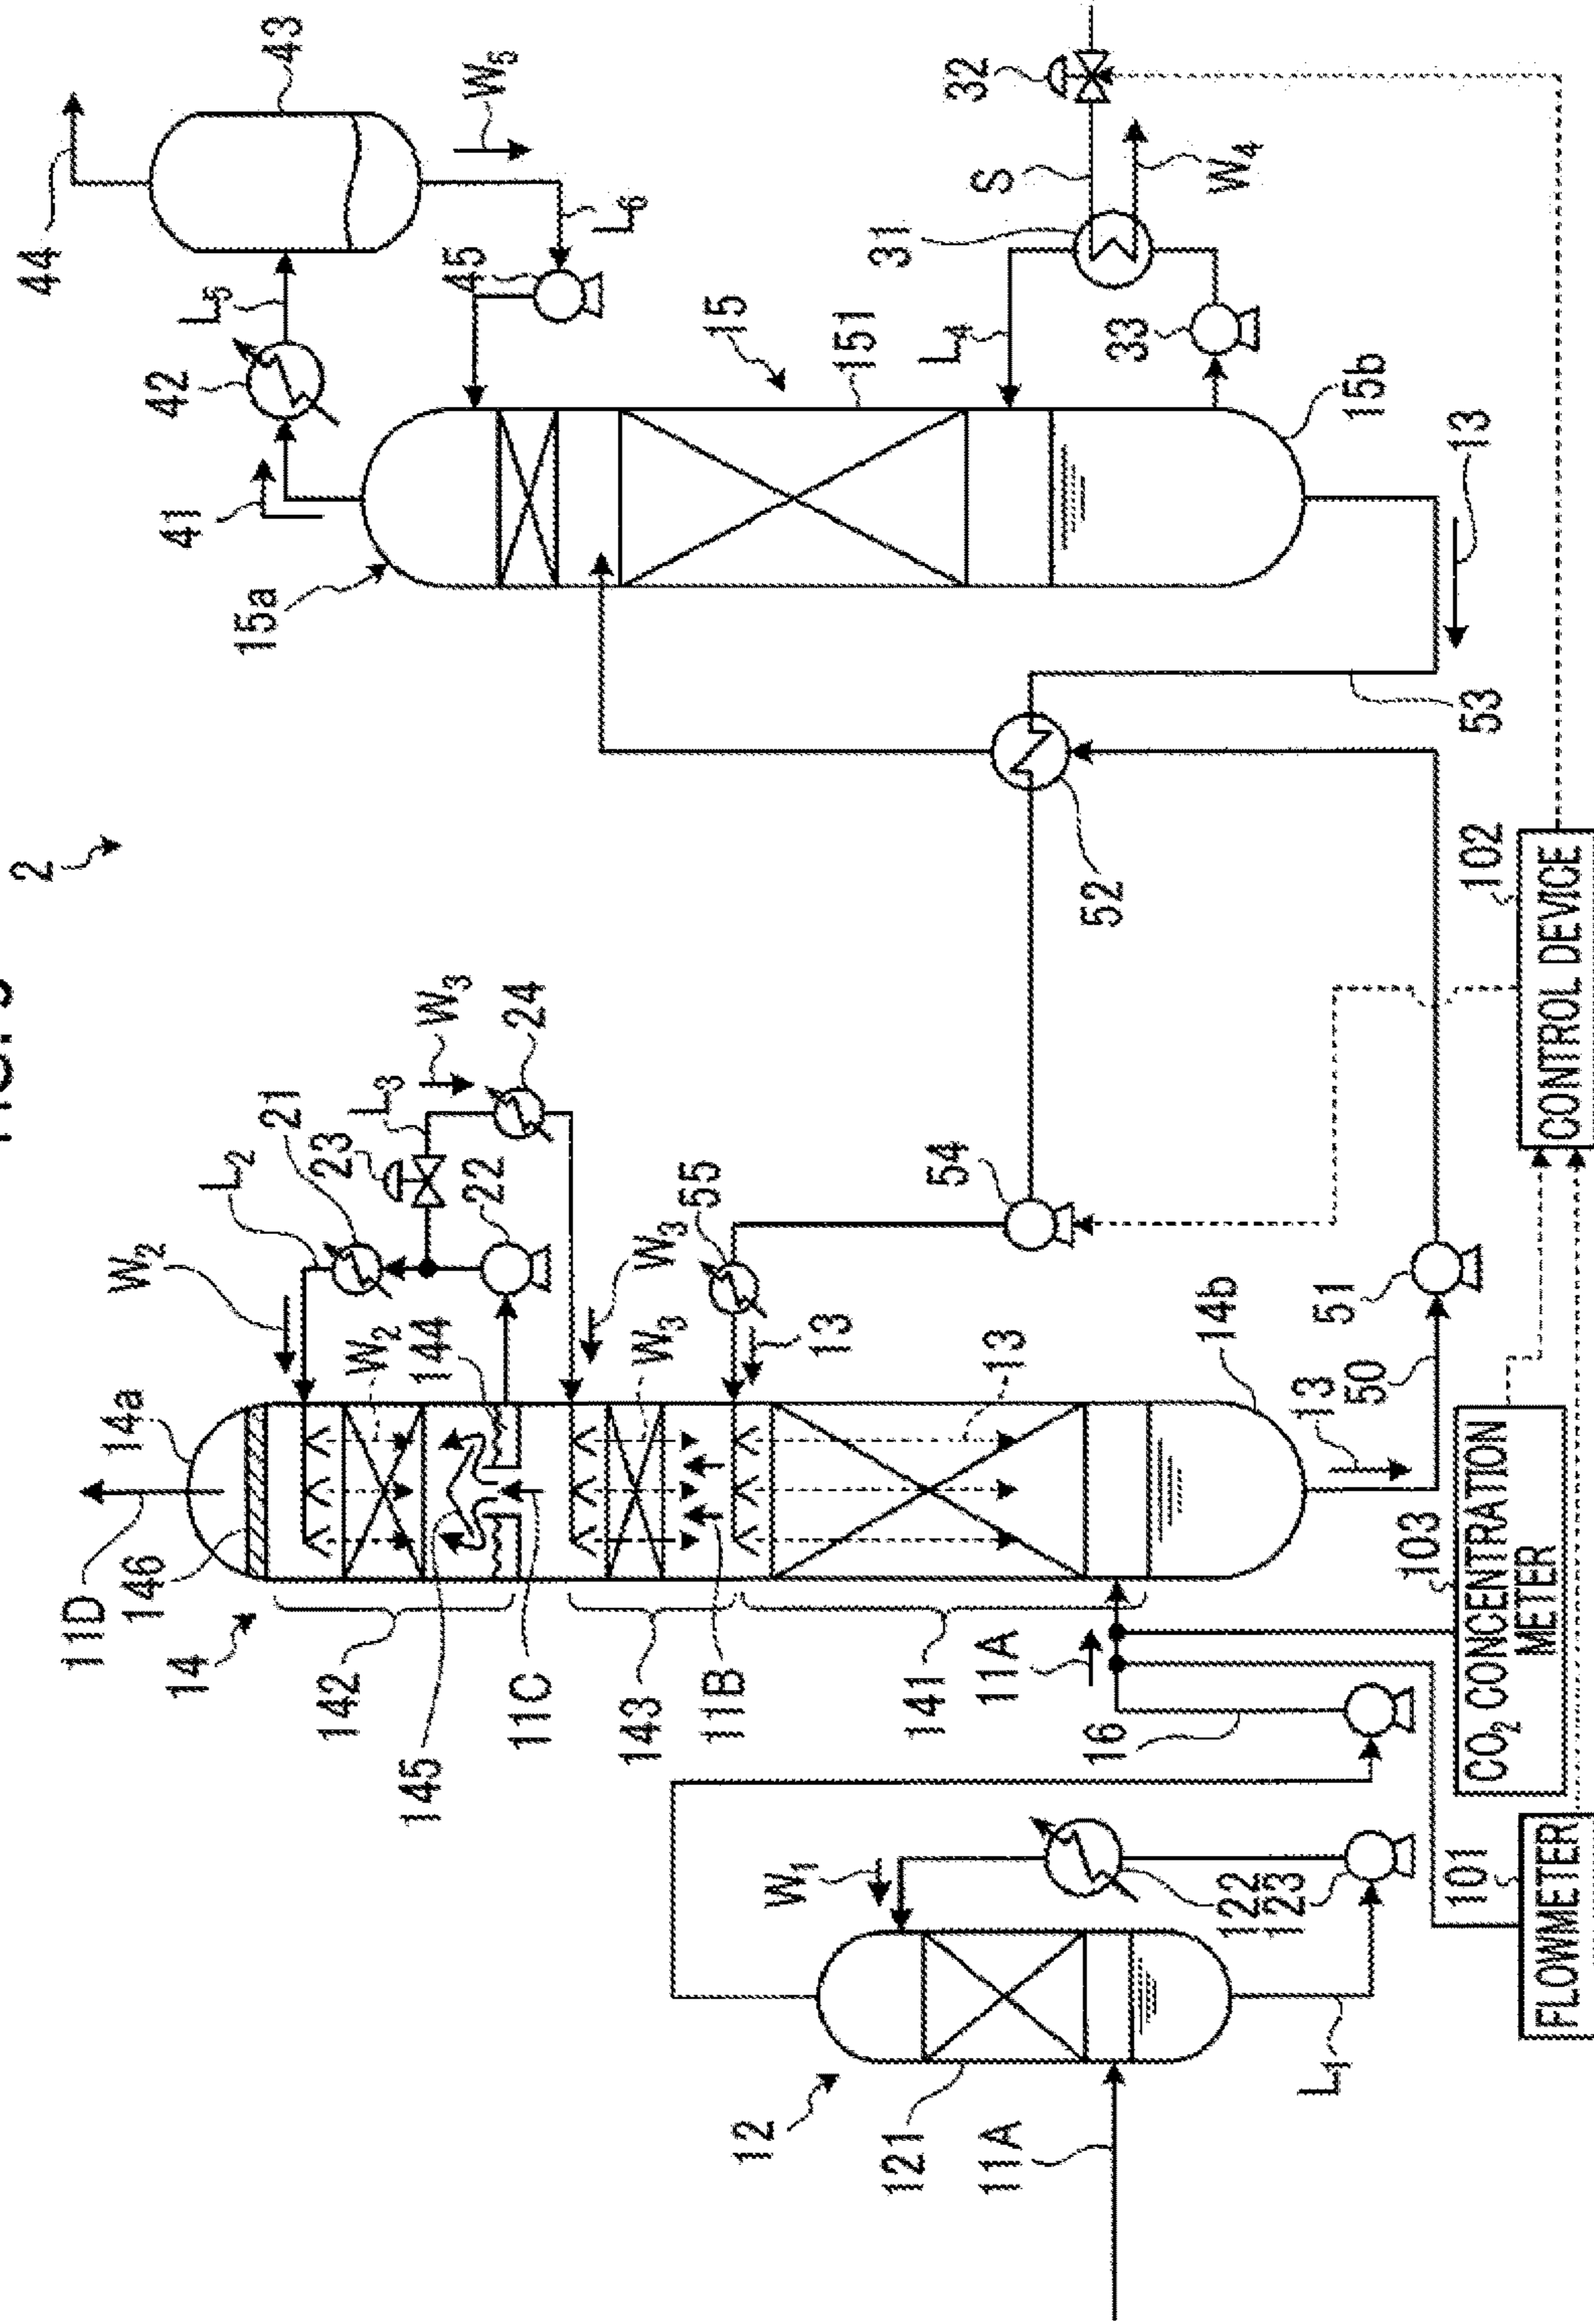 2
44
11D
14a
W₂
146
42
41
14
L₂
L₅
15a
21
43
23
142
W₂
L₃
145
144
W₃
45
22
W₅
24
11C
L₆
143
W₃
W₃
55
11B
15
12
W₁
13
151
31
121
141
L₄
54
32
S
11A
11A
13
16
52
33
14b
W₄
122
123
13
L₁
51
50
15b
103
101
102
53
13
CO₂ CONCENTRATION
METER
FLOWMETER
CONTROL DEVICE